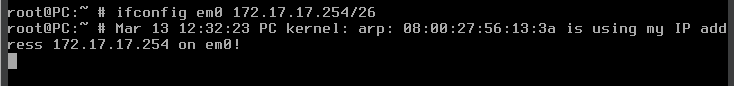 root@PC:~ # ifconfig em0 172.17.17.254/26
root@PC:~ # Mar 13 12:32:23 PC kernel: arp: 08:00:27:56:13:3a is using my IP add
ress 172.17.17.254 on em0!